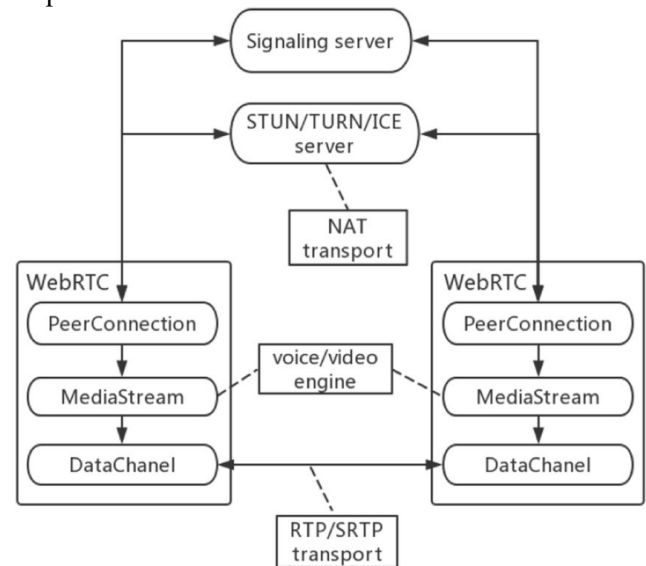 Signaling server
STUN/TURN/ICE
server
NAT
transport
WebRTC
PeerConnection
MediaStream
DataChanel
WebRTC
PeerConnection
MediaStream
DataChanel
voice/video
engine
RTP/SRTP
transport